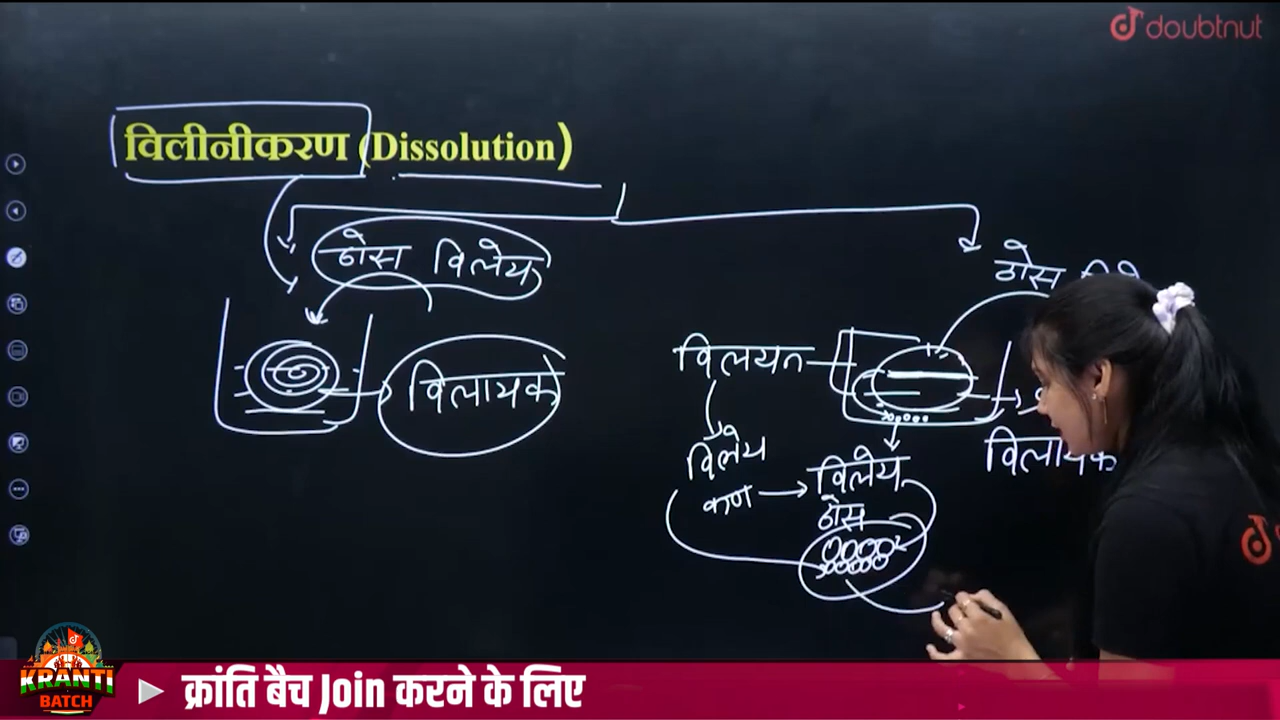 doubtnut
विलीनीकरण (Dissolution)
ठोस विलेय
ठोस
विलायक
विलयन
विलायक
विलेय
कण
विलेय
ठोस
KRANTI
BATCH
क्रांति बैच Join करने के लिए